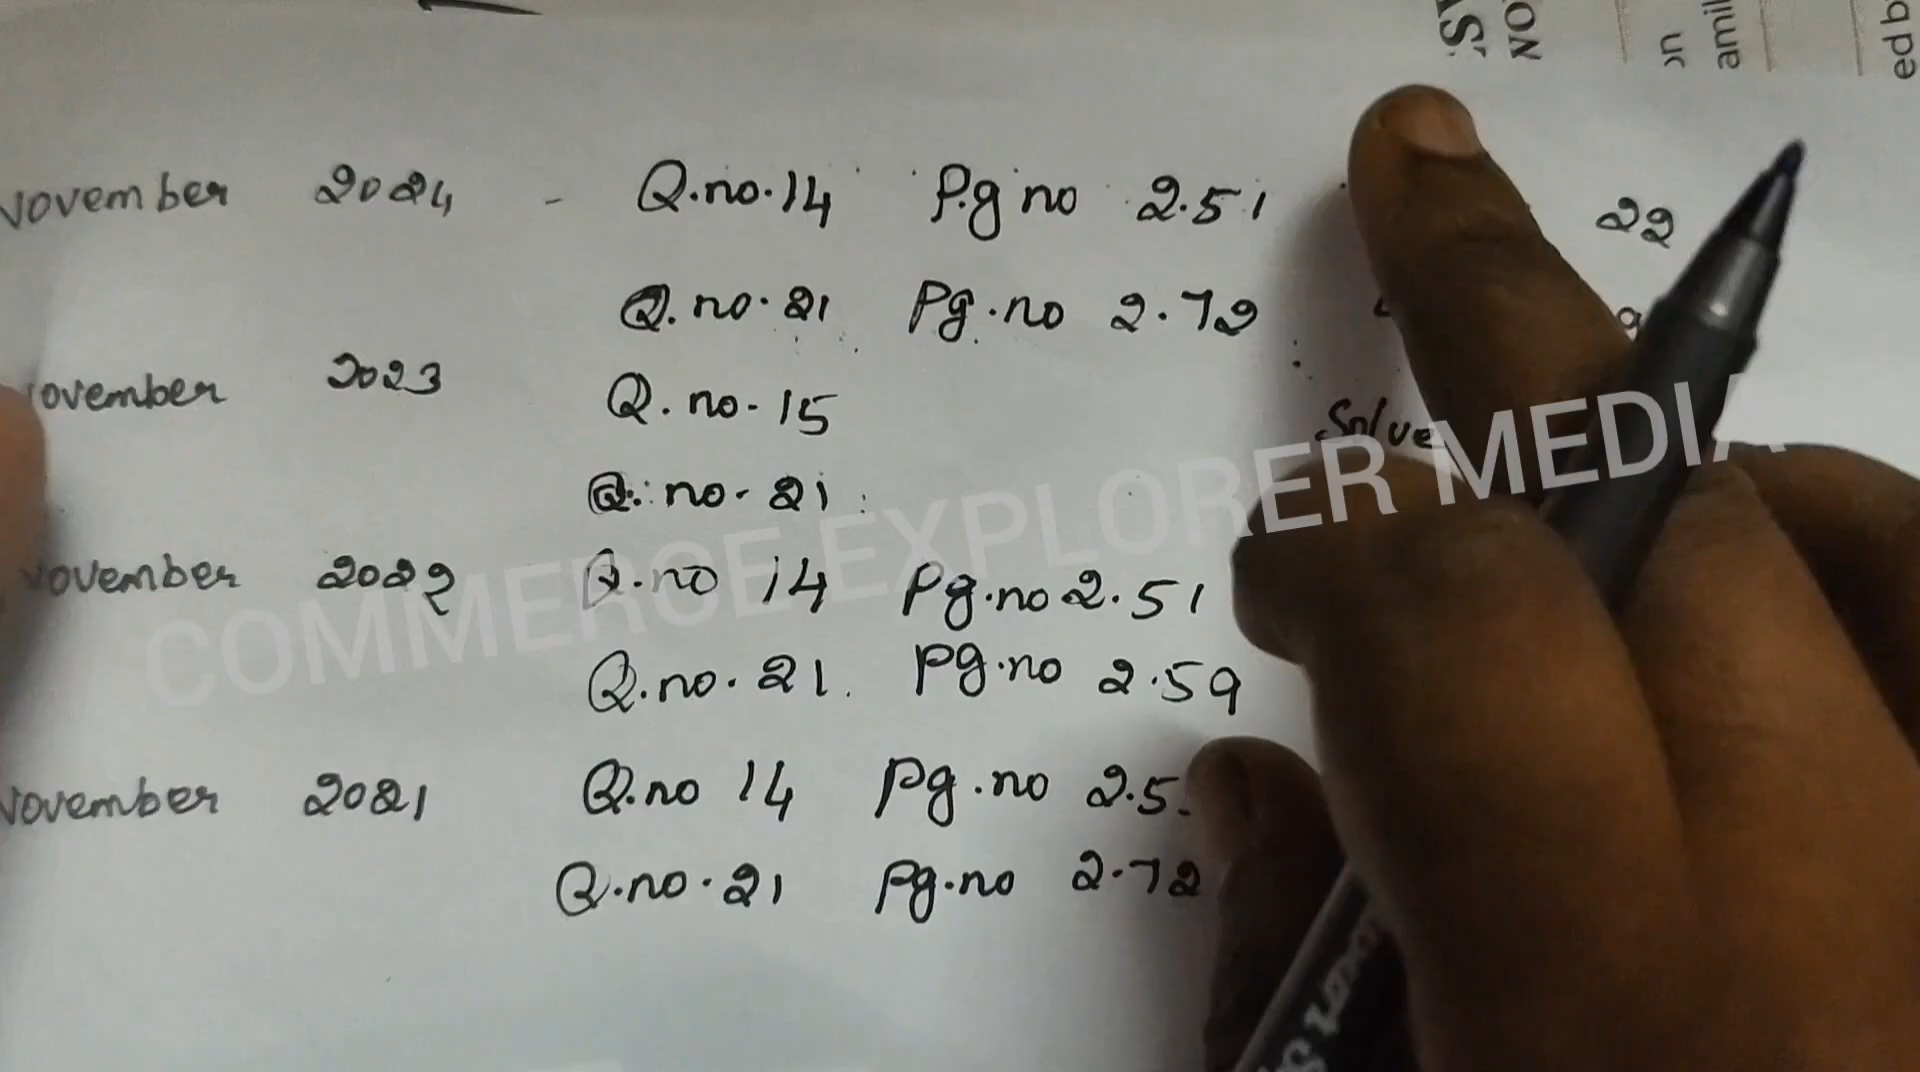 November 2024 - Q.no.14 P.g no 2.51 22
Q.no.21 Pg.no 2.72
November 2023 Q.no-15
Solve
Q.no-21
November 2022 Q.no 14 Pg.no 2.51
Q.no.21. Pg.no 2.59
November 2021 Q.no 14 Pg.no 2.5
Q.no.21 Pg.no 2.72
COMMERCE EXPLORER MEDIA